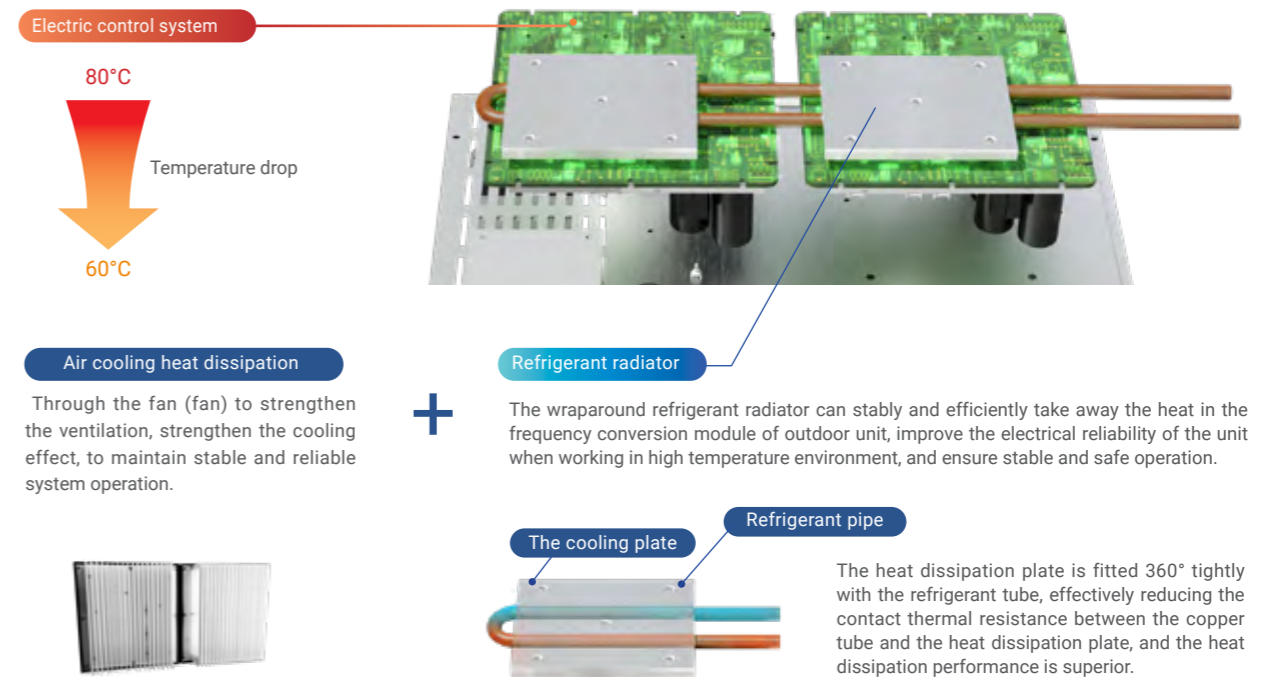 Electric control system
80°C
Temperature drop
60°C
Air cooling heat dissipation
Through the fan (fan) to strengthen
the ventilation, strengthen the cooling
effect, to maintain stable and reliable
system operation.
+
Refrigerant radiator
The wraparound refrigerant radiator can stably and efficiently take away the heat in the
frequency conversion module of outdoor unit, improve the electrical reliability of the unit
when working in high temperature environment, and ensure stable and safe operation.
The cooling plate
Refrigerant pipe
The heat dissipation plate is fitted 360° tightly
with the refrigerant tube, effectively reducing the
contact thermal resistance between the copper
tube and the heat dissipation plate, and the heat
dissipation performance is superior.